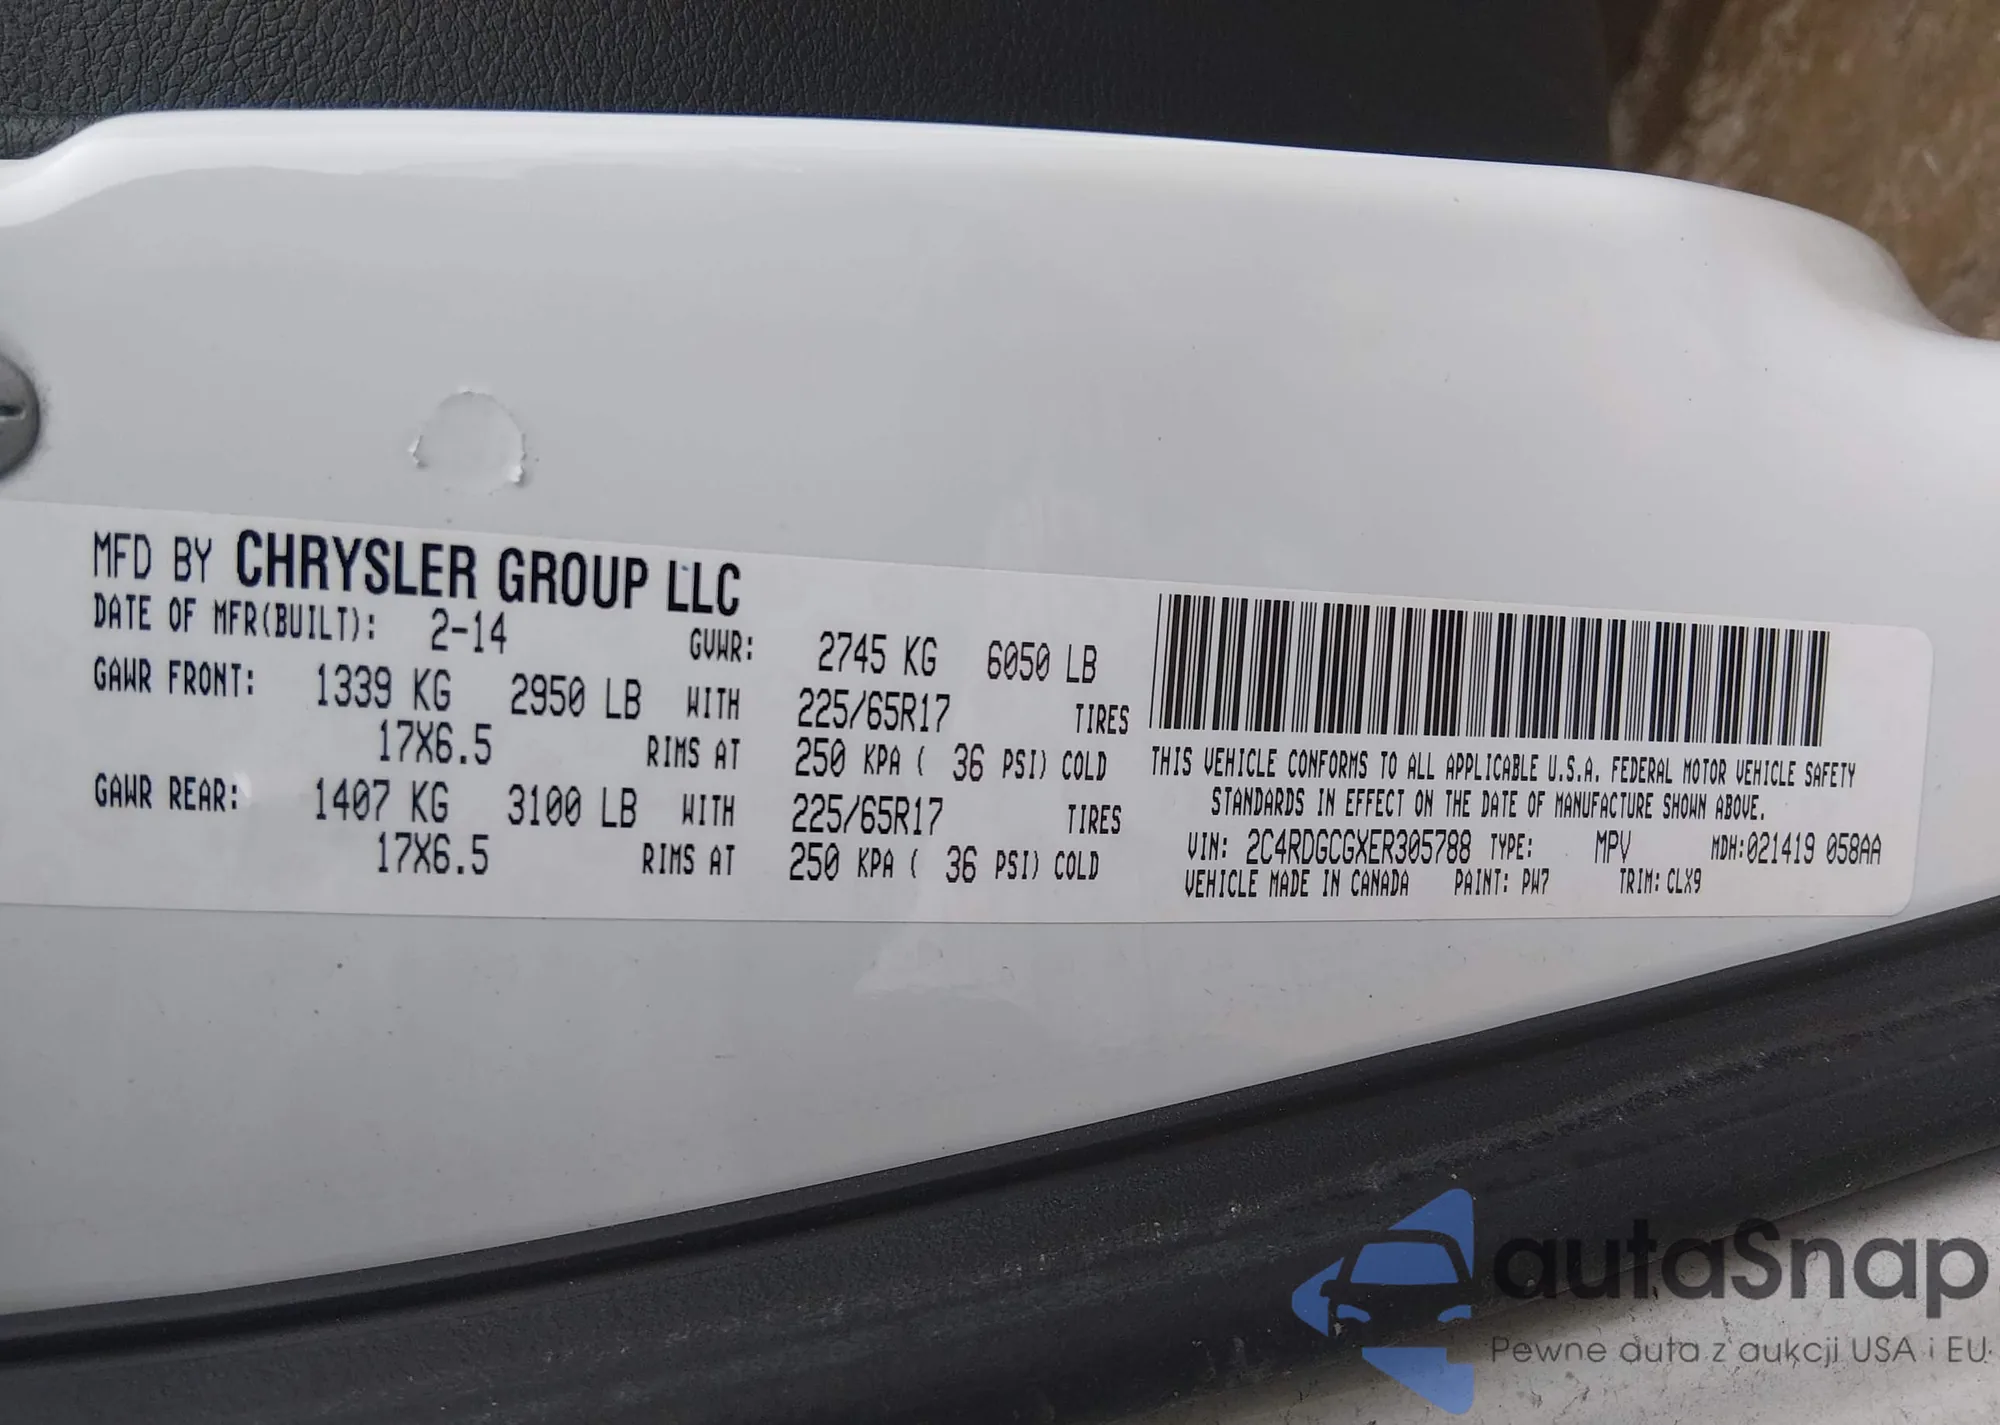 MFD BY CHRYSLER GROUP LLC
DATE OF MFR(BUILT): 2-14 GVWR: 2745 KG 6050 LB
GAWR FRONT: 1339 KG 2950 LB WITH 225/65R17 TIRES
17X6.5 RIMS AT 250 KPA ( 36 PSI) COLD
GAWR REAR: 1407 KG 3100 LB WITH 225/65R17 TIRES
17X6.5 RIMS AT 250 KPA ( 36 PSI) COLD
THIS VEHICLE CONFORMS TO ALL APPLICABLE U.S.A. FEDERAL MOTOR VEHICLE SAFETY
STANDARDS IN EFFECT ON THE DATE OF MANUFACTURE SHOWN ABOVE.
VIN: 2C4RDGCGXER305788 TYPE: MPV MDH:021419 058AA
VEHICLE MADE IN CANADA PAINT: PW7 TRIM: CLX9
autaSnap
Pewne auta z aukcji USA i EU